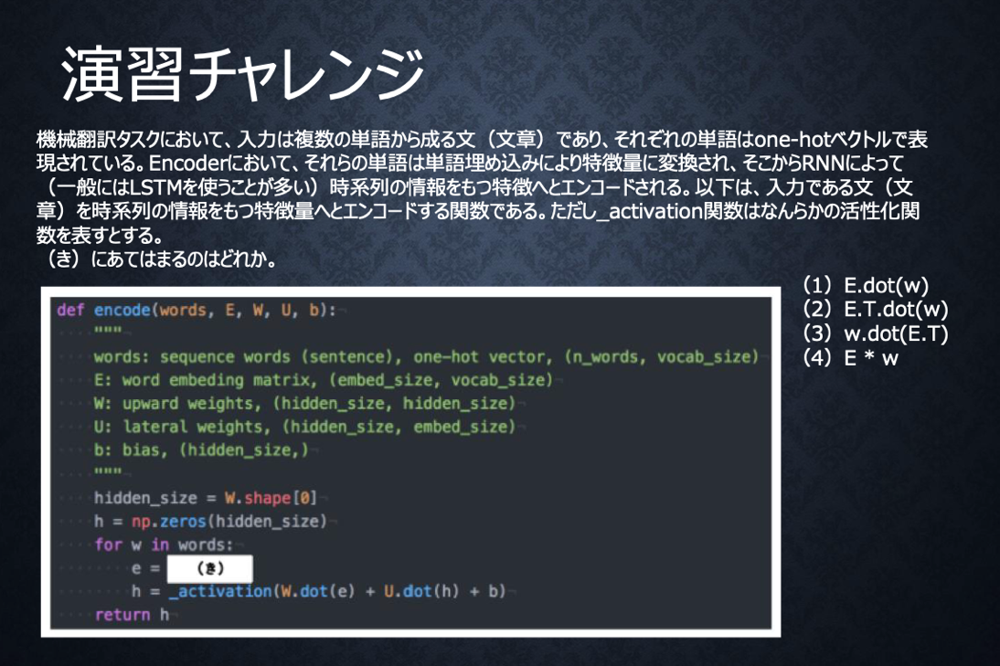 演習チャレンジ
機械翻訳タスクにおいて、入力は複数の単語から成る文（文章）であり、それぞれの単語はone-hotベクトルで表
現されている。Encoderにおいて、それらの単語は単語埋め込みにより特徴量に変換され、そこからRNNによって
（一般にはLSTMを使うことが多い）時系列の情報をもつ特徴へとエンコードされる。以下は、入力である文（文
章）を時系列の情報をもつ特徴量へとエンコードする関数である。ただし_activation関数はなんらかの活性化関
数を表すとする。
（き）にあてはまるのはどれか。
（1）E.dot(w)
（2）E.T.dot(w)
（3）w.dot(E.T)
（4）E * w
def encode(words, E, W, U, b):
"""
words: sequence words (sentence), one-hot vector, (n_words, vocab_size)
E: word embeding matrix, (embed_size, vocab_size)
W: upward weights, (hidden_size, hidden_size)
U: lateral weights, (hidden_size, embed_size)
b: bias, (hidden_size,)
"""
hidden_size = W.shape[0]
h = np.zeros(hidden_size)
for w in words:
e = （き）
h = _activation(W.dot(e) + U.dot(h) + b)
return h